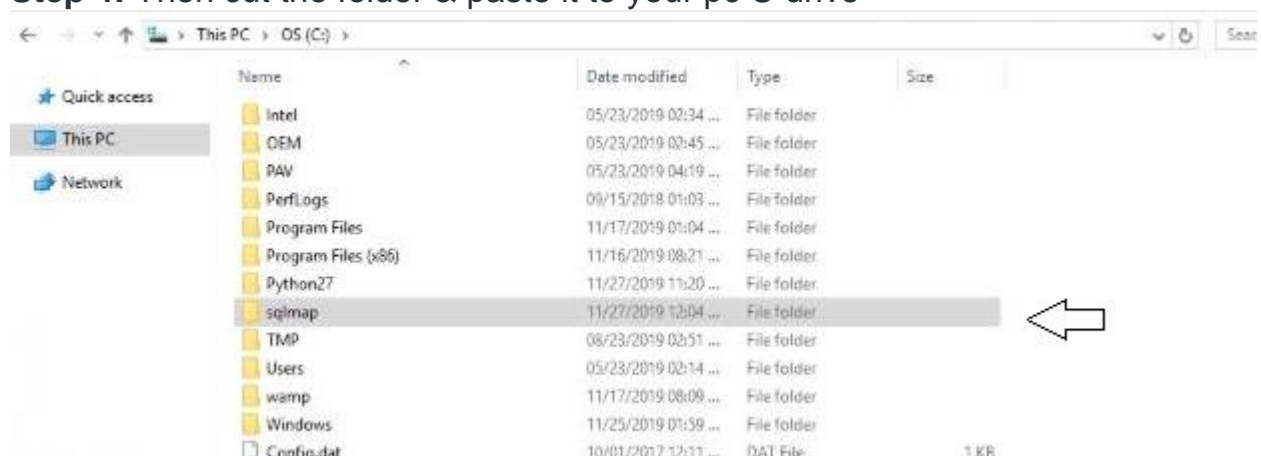 Step 4: Then cut the folder & paste it to your pc C drive
This PC > OS (C:) >
Sear
Name Date modified Type Size
Quick access
This PC
Network
Intel 05/23/2019 02:34 ... File folder
OEM 05/23/2019 02:45 ... File folder
PAV 05/23/2019 04:19 ... File folder
PerfLogs 09/15/2018 01:03 ... File folder
Program Files 11/17/2019 01:04 ... File folder
Program Files (x86) 11/16/2019 08:21 ... File folder
Python27 11/27/2019 11:20 ... File folder
sqlmap 11/27/2019 12:04 ... File folder
TMP 08/23/2019 02:51 ... File folder
Users 05/23/2019 02:14 ... File folder
wamp 11/17/2019 08:09 ... File folder
Windows 11/25/2019 01:59 ... File folder
Config.dat 10/01/2017 12:11 ... DAT File 1 KB